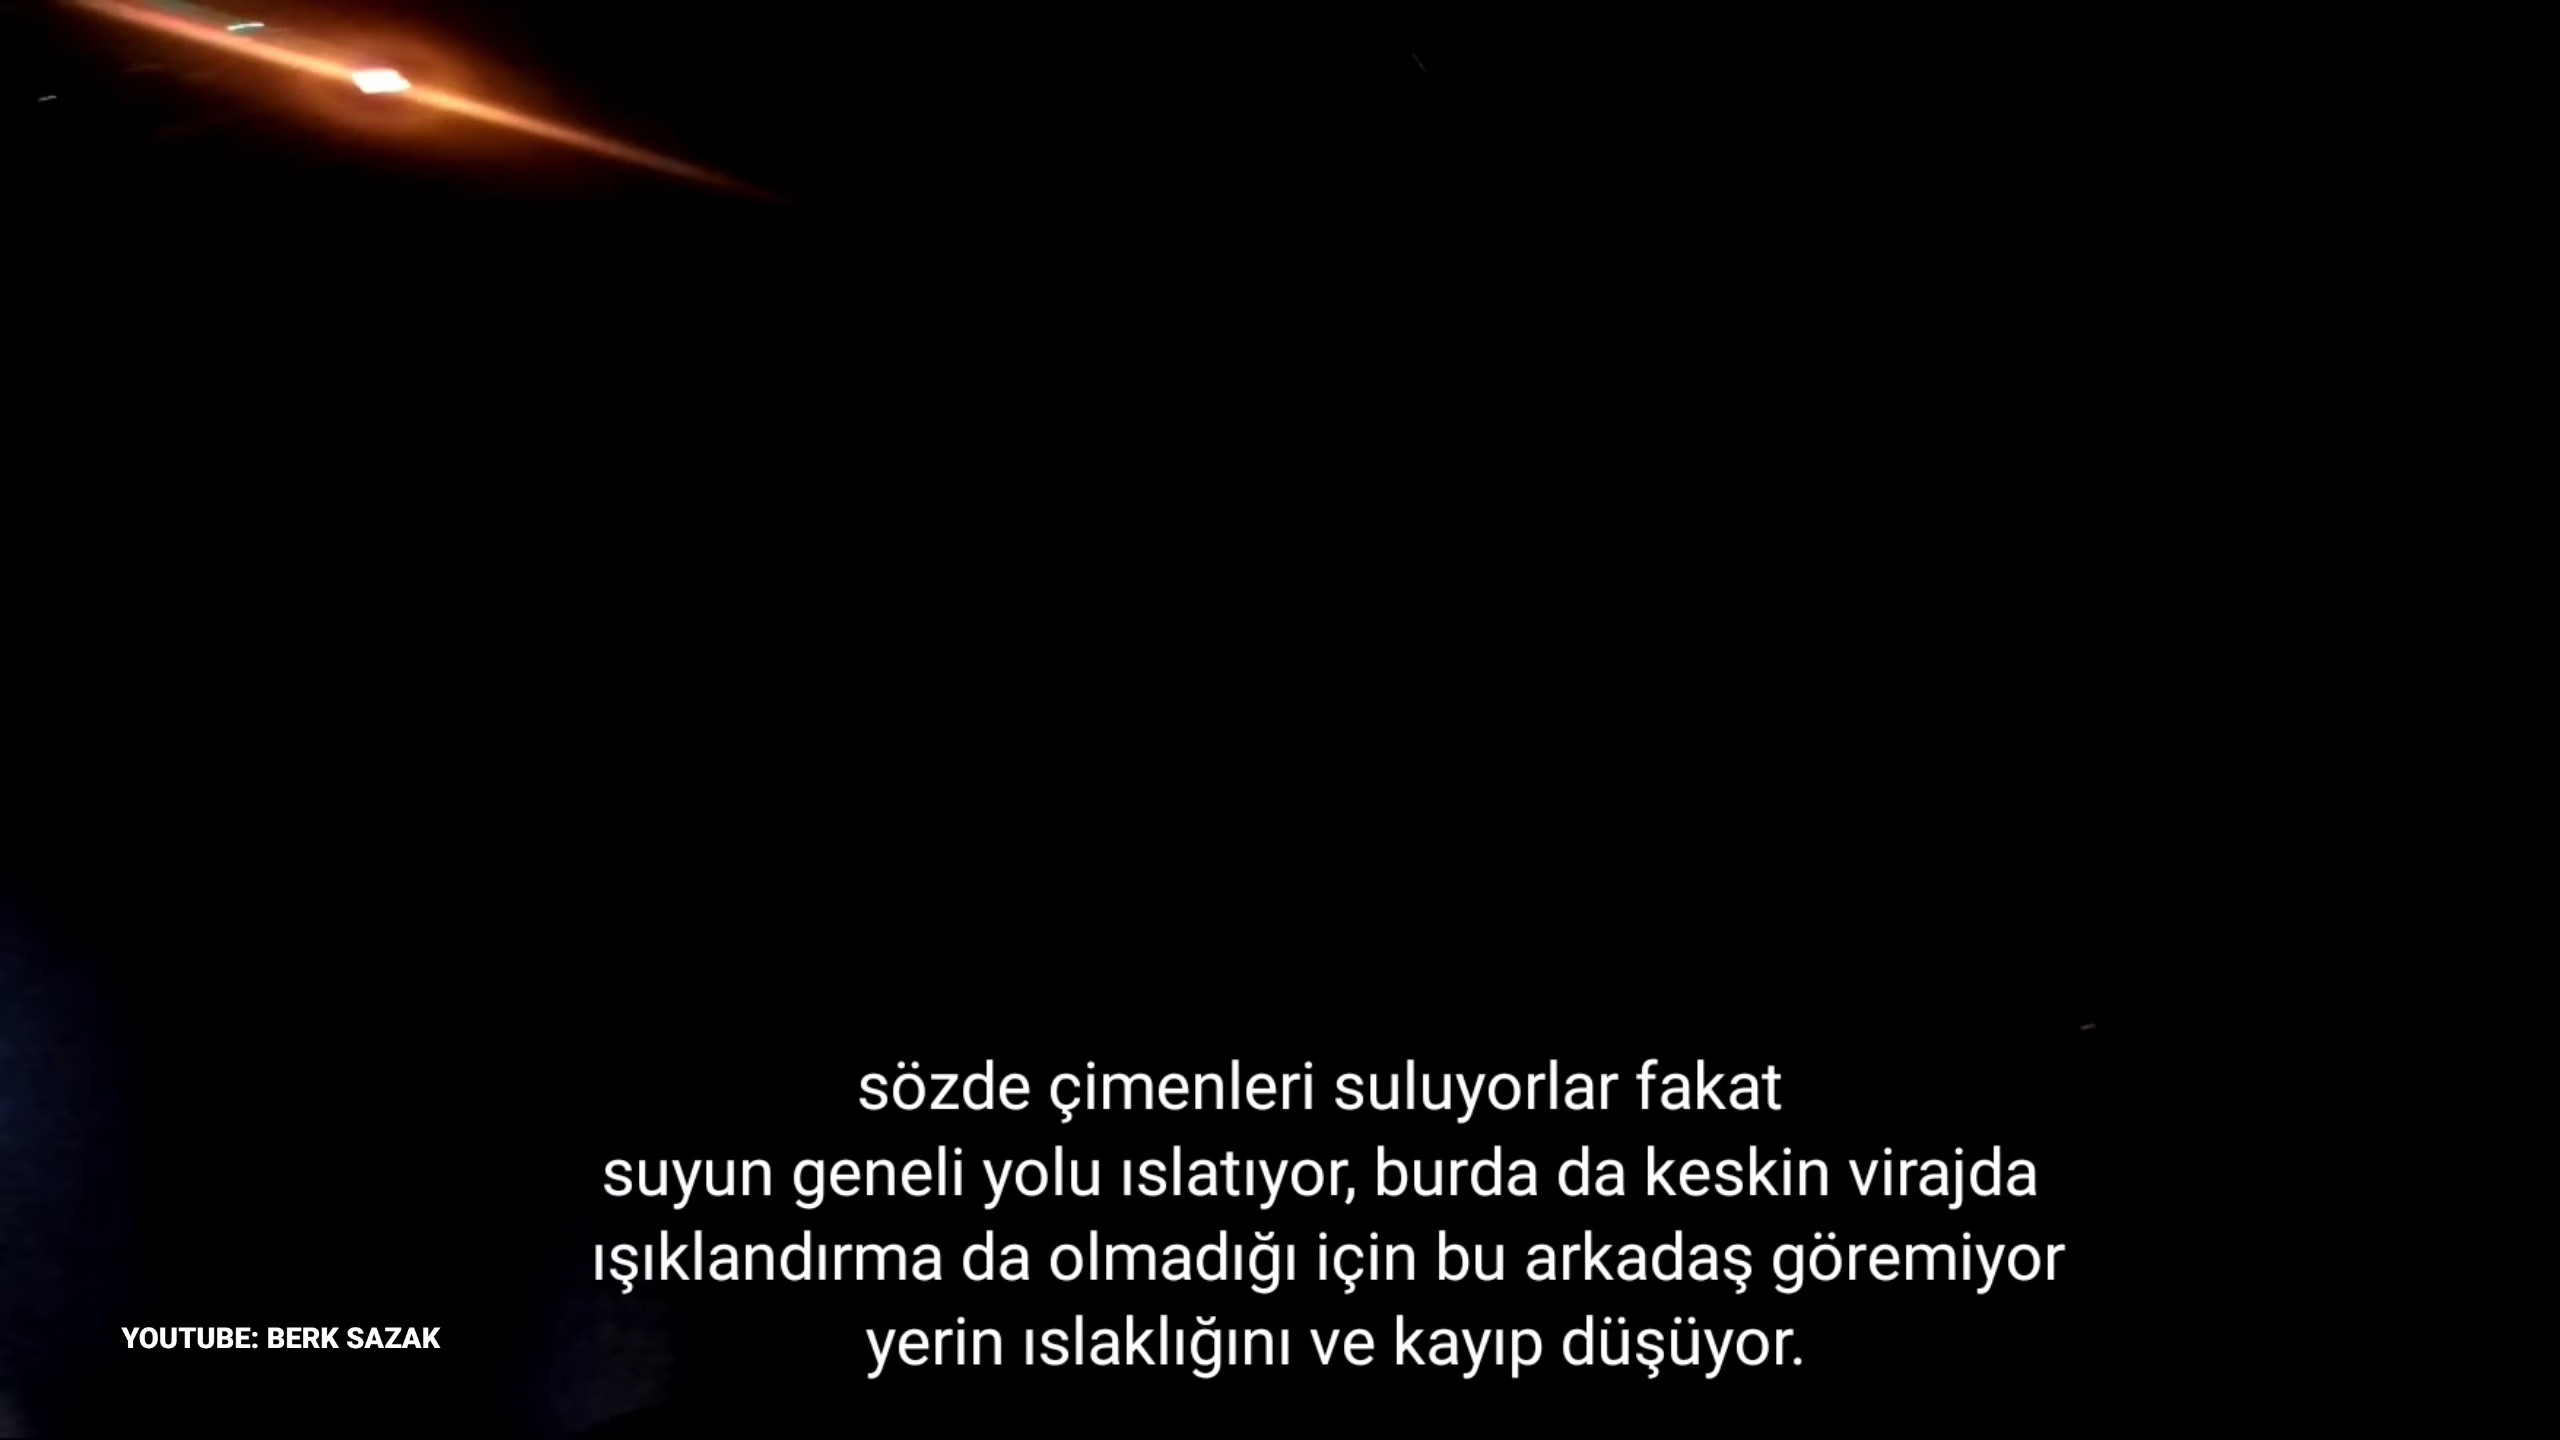 sözde çimenleri suluyorlar fakat
suyun geneli yolu ıslatıyor, burda da keskin virajda
ışıklandırma da olmadığı için bu arkadaş göremiyor
yerin ıslaklığını ve kayıp düşüyor.
YOUTUBE: BERK SAZAK